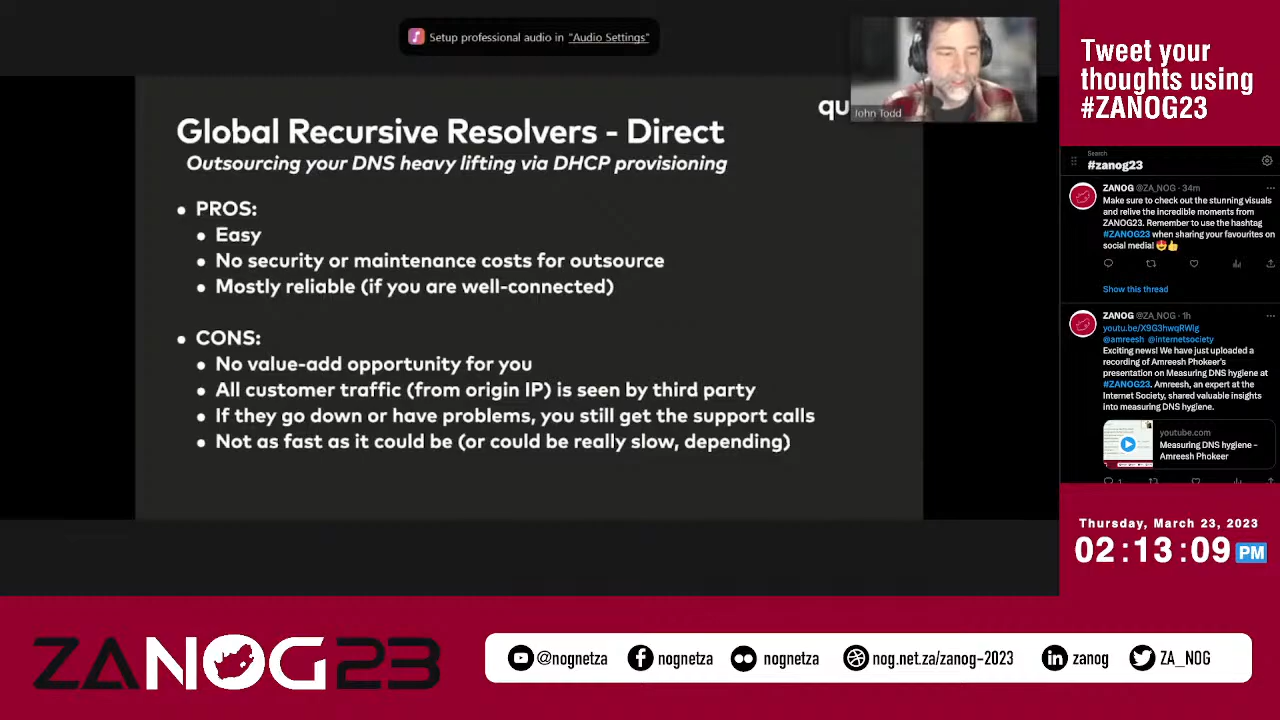 Setup professional audio in "Audio Settings"
John Todd
qu
Global Recursive Resolvers - Direct
Outsourcing your DNS heavy lifting via DHCP provisioning
• PROS:
• Easy
• No security or maintenance costs for outsource
• Mostly reliable (if you are well-connected)
• CONS:
• No value-add opportunity for you
• All customer traffic (from origin IP) is seen by third party
• If they go down or have problems, you still get the support calls
• Not as fast as it could be (or could be really slow, depending)
Tweet your
thoughts using
#ZANOG23
Search
#zanog23
ZANOG @ZA_NOG · 34m
Make sure to check out the stunning visuals
and relive the incredible moments from
ZANOG23. Remember to use the hashtag
#ZANOG23 when sharing your favourites on
social media! 😍👍
Show this thread
ZANOG @ZA_NOG · 1h
youtu.be/X9G3hwqRWig
@amreesh @internetsociety
Exciting news! We have just uploaded a
recording of Amreesh Phokeer's
presentation on Measuring DNS hygiene at
#ZANOG23. Amreesh, an expert at the
Internet Society, shared valuable insights
into measuring DNS hygiene.
youtube.com
Measuring DNS hygiene -
Amreesh Phokeer
1
Thursday, March 23, 2023
02:13:09 PM
ZANOG23
@nognetza
nognetza
nognetza
nog.net.za/zanog-2023
zanog
ZA_NOG